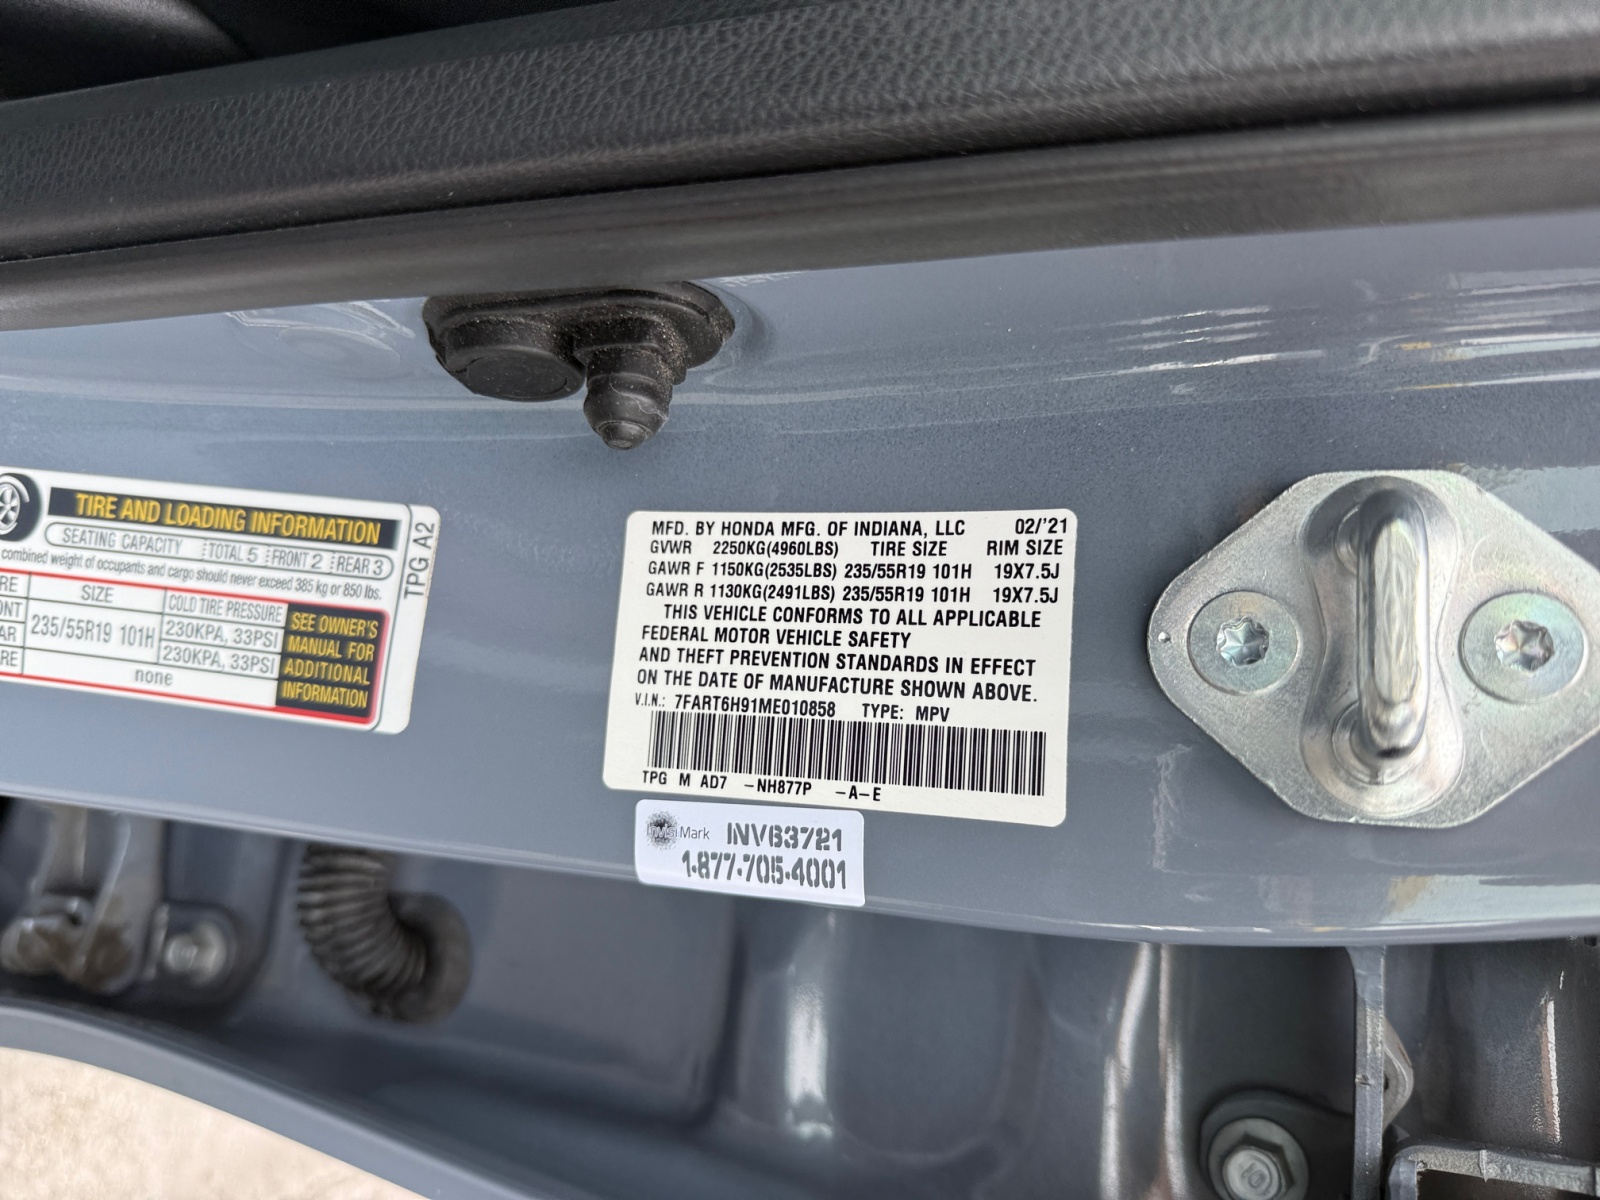 TIRE AND LOADING INFORMATION
SEATING CAPACITY TOTAL 5 FRONT 2 REAR 3
combined weight of occupants and cargo should never exceed 385 kg or 850 lbs.
SIZE COLD TIRE PRESSURE
235/55R19 101H 230KPA, 33PSI
230KPA, 33PSI
none
SEE OWNER'S
MANUAL FOR
ADDITIONAL
INFORMATION
TPG A2
MFD. BY HONDA MFG. OF INDIANA, LLC 02/'21
GVWR 2250KG(4960LBS) TIRE SIZE RIM SIZE
GAWR F 1150KG(2535LBS) 235/55R19 101H 19X7.5J
GAWR R 1130KG(2491LBS) 235/55R19 101H 19X7.5J
THIS VEHICLE CONFORMS TO ALL APPLICABLE
FEDERAL MOTOR VEHICLE SAFETY
AND THEFT PREVENTION STANDARDS IN EFFECT
ON THE DATE OF MANUFACTURE SHOWN ABOVE.
V.I.N.: 7FART6H91ME010858 TYPE: MPV
TPG M AD7 -NH877P -A-E
Mark INV63721
1-877-705-4001